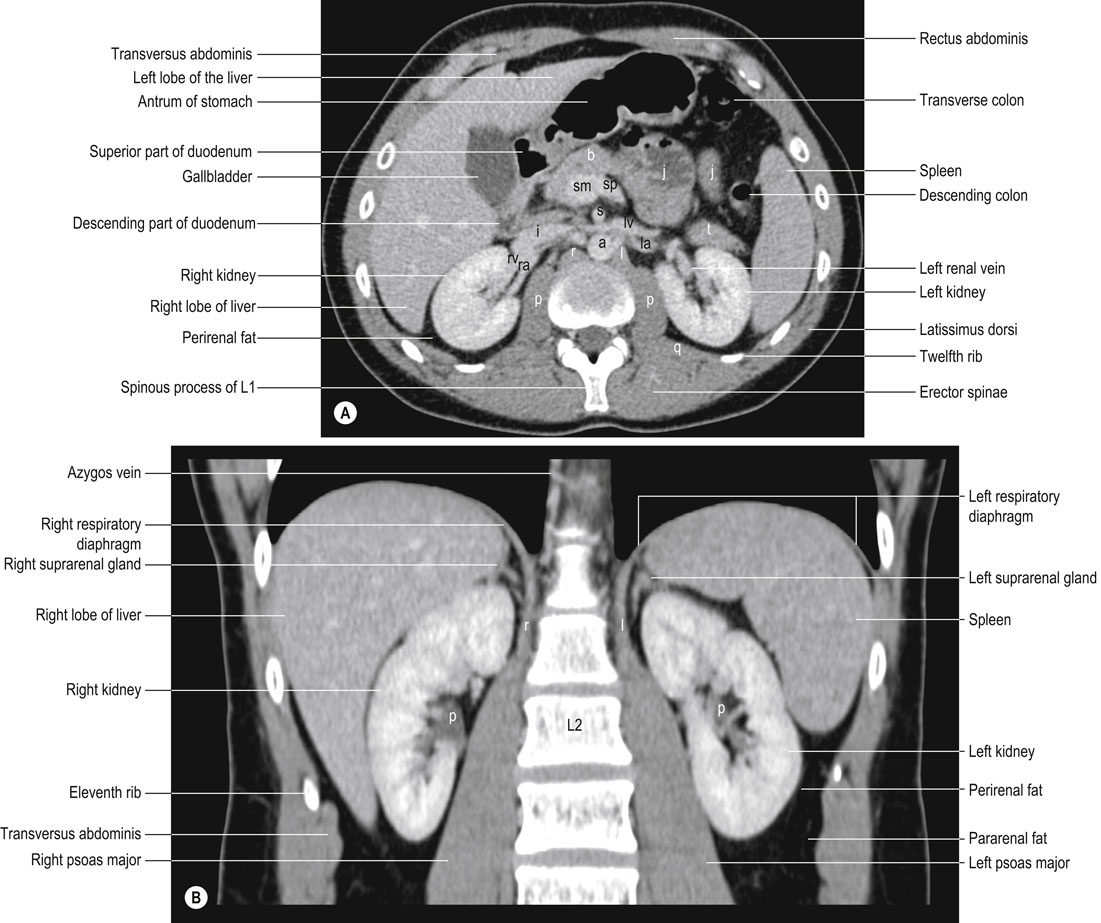 Transversus abdominis
Left lobe of the liver
Antrum of stomach
Superior part of duodenum
Gallbladder
Descending part of duodenum
Right kidney
Right lobe of liver
Perirenal fat
Spinous process of L1
b
j
j
sm
sp
s
lv
i
a
la
t
r
l
rv
ra
p
p
q
A
Rectus abdominis
Transverse colon
Spleen
Descending colon
Left renal vein
Left kidney
Latissimus dorsi
Twelfth rib
Erector spinae
Azygos vein
Right respiratory
diaphragm
Right suprarenal gland
Right lobe of liver
Right kidney
Eleventh rib
Transversus abdominis
Right psoas major
r
l
p
p
L2
B
Left respiratory
diaphragm
Left suprarenal gland
Spleen
Left kidney
Perirenal fat
Pararenal fat
Left psoas major